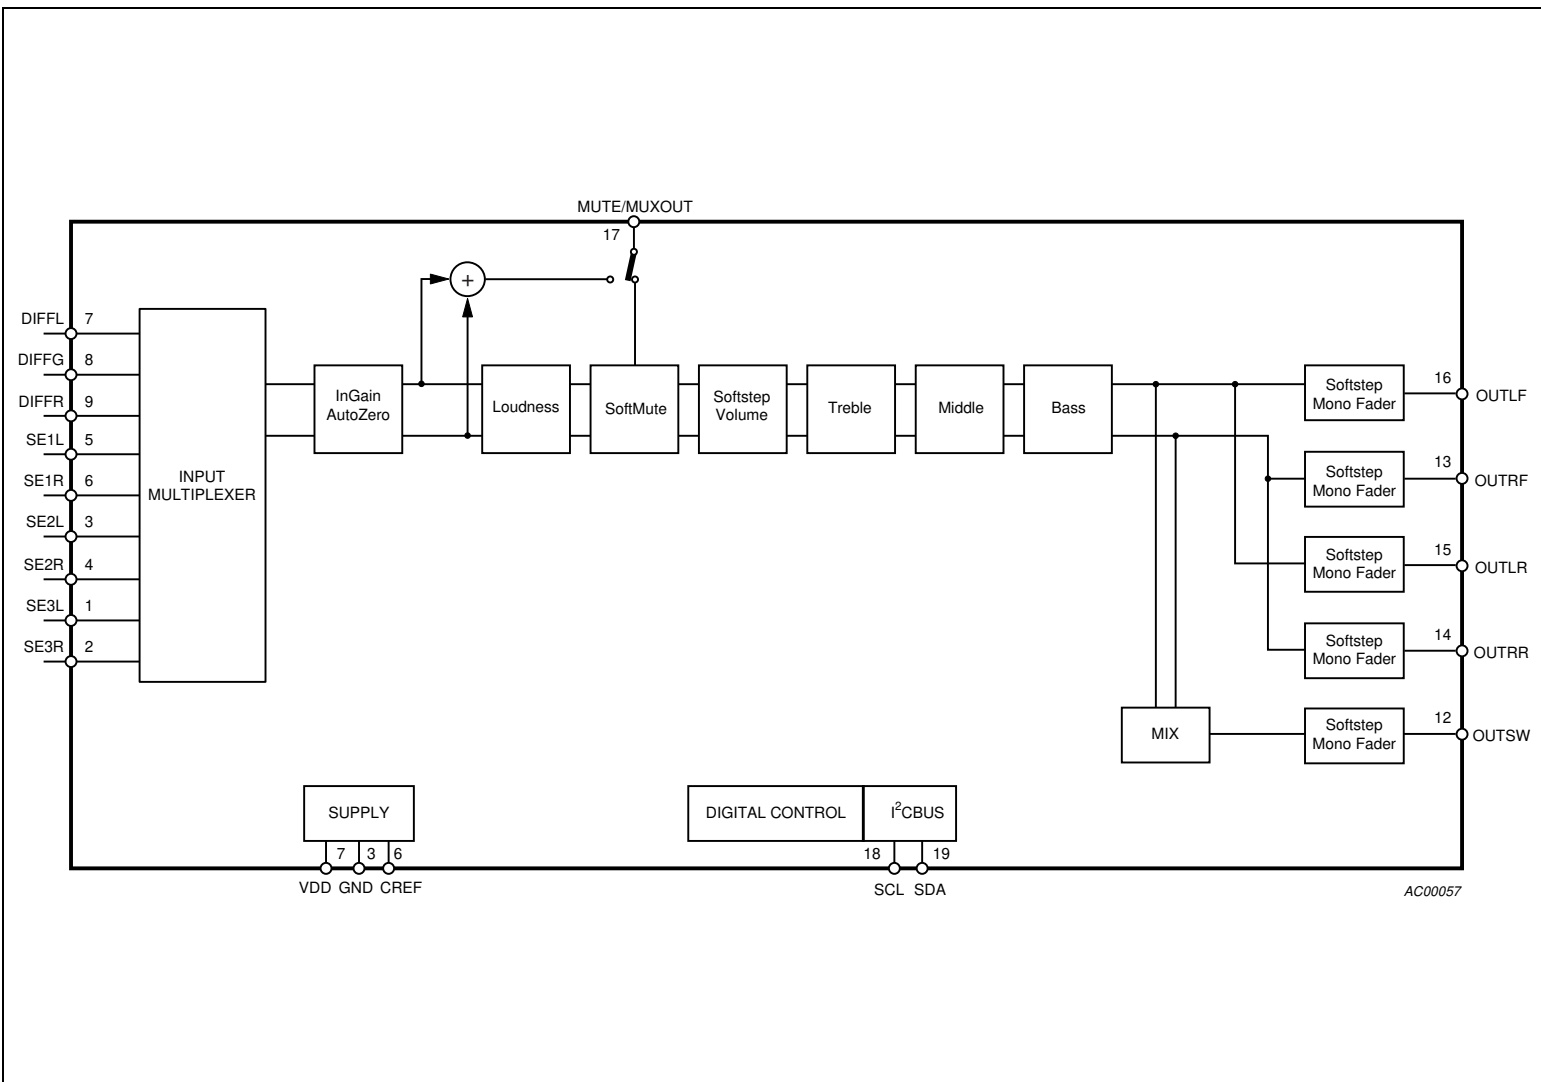 MUTE/MUXOUT
17
+
DIFFL 7
DIFFG 8
DIFFR 9
SE1L 5
SE1R 6
SE2L 3
SE2R 4
SE3L 1
SE3R 2
INPUT
MULTIPLEXER
InGain
AutoZero
Loudness
SoftMute
Softstep
Volume
Treble
Middle
Bass
Softstep
Mono Fader
16 OUTLF
Softstep
Mono Fader
13 OUTRF
Softstep
Mono Fader
15 OUTLR
Softstep
Mono Fader
14 OUTRR
MIX
Softstep
Mono Fader
12 OUTSW
SUPPLY
7 3 6
VDD GND CREF
DIGITAL CONTROL
I²CBUS
18 19
SCL SDA
AC00057